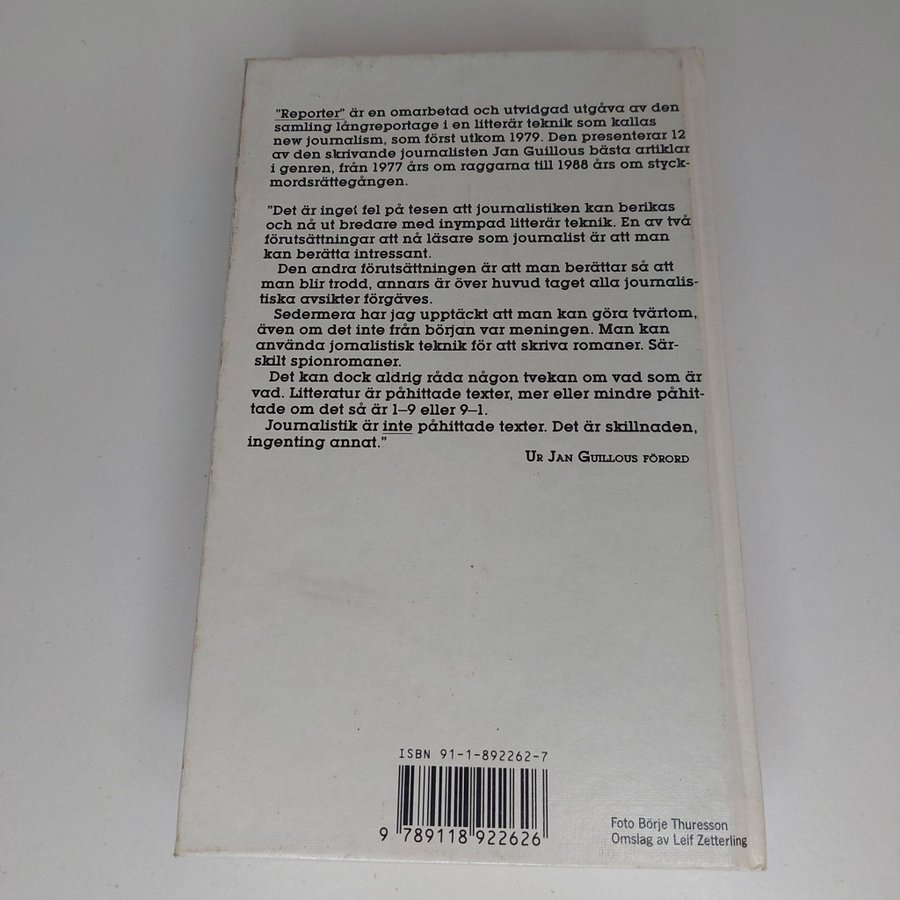 "Reporter" är en omarbetad och utvidgad utgåva av den
samling långreportage i en litterär teknik som kallas
new journalism, som först utkom 1979. Den presenterar 12
av den skrivande journalisten Jan Guillous bästa artiklar
i genren, från 1977 års om raggarna till 1988 års om styck-
mordsrättegången.
"Det är inget fel på tesen att journalistiken kan berikas
och nå ut bredare med inympad litterär teknik. En av två
förutsättningar att nå läsare som journalist är att man
kan berätta intressant.
Den andra förutsättningen är att man berättar så att
man blir trodd, annars är över huvud taget alla journalis-
tiska avsikter förgäves.
Sedermera har jag upptäckt att man kan göra tvärtom,
även om det inte från början var meningen. Man kan
använda jornalistisk teknik för att skriva romaner. Sär-
skilt spionromaner.
Det kan dock aldrig råda någon tvekan om vad som är
vad. Litteratur är påhittade texter, mer eller mindre påhit-
tade om det så är 1–9 eller 9–1.
Journalistik är inte påhittade texter. Det är skillnaden,
ingenting annat."
Ur Jan Guillous förord
ISBN 91-1-892262-7
9 789118 922626
Foto Börje Thuresson
Omslag av Leif Zetterling